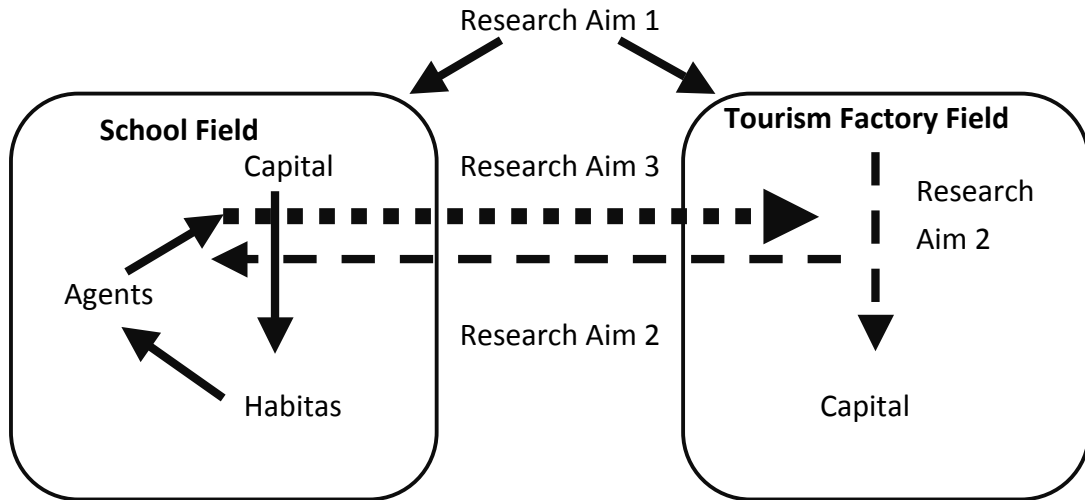 Research Aim 1
School Field
Tourism Factory Field
Capital
Research Aim 3
Research
Aim 2
Agents
Research Aim 2
Habitas
Capital